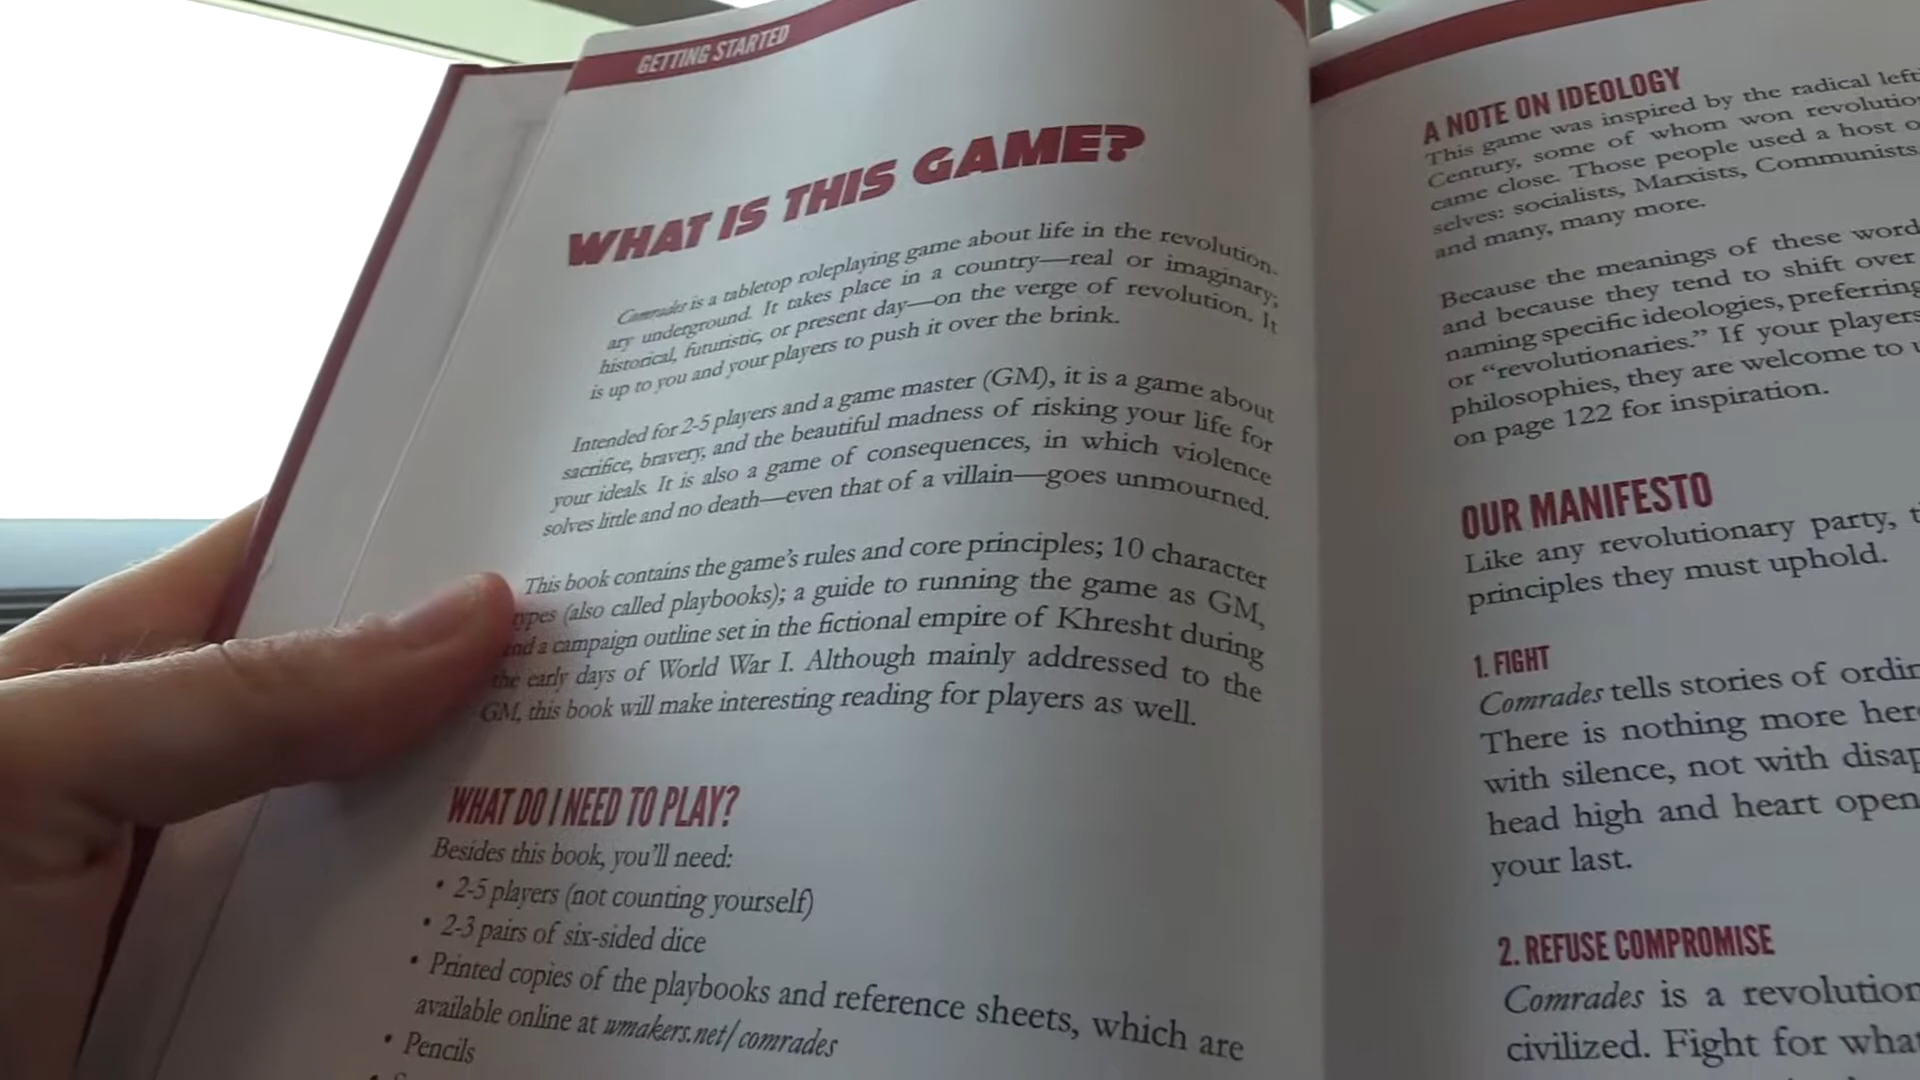 GETTING STARTED
WHAT IS THIS GAME?
Comrades is a tabletop roleplaying game about life in the revolution-
ary underground. It takes place in a country—real or imaginary;
historical, futuristic, or present day—on the verge of revolution. It
is up to you and your players to push it over the brink.
Intended for 2-5 players and a game master (GM), it is a game about
sacrifice, bravery, and the beautiful madness of risking your life for
your ideals. It is also a game of consequences, in which violence
solves little and no death—even that of a villain—goes unmourned.
This book contains the game's rules and core principles; 10 character
types (also called playbooks); a guide to running the game as GM,
and a campaign outline set in the fictional empire of Khresht during
the early days of World War I. Although mainly addressed to the
GM, this book will make interesting reading for players as well.
WHAT DO I NEED TO PLAY?
Besides this book, you'll need:
• 2-5 players (not counting yourself)
• 2-3 pairs of six-sided dice
• Printed copies of the playbooks and reference sheets, which are
available online at wmakers.net/comrades
• Pencils
A NOTE ON IDEOLOGY
This game was inspired by the radical left
Century, some of whom won revolutio
came close. Those people used a host o
selves: socialists, Marxists, Communists,
and many, many more.
Because the meanings of these word
and because they tend to shift over
naming specific ideologies, preferring
or “revolutionaries.” If your players
philosophies, they are welcome to u
on page 122 for inspiration.
OUR MANIFESTO
Like any revolutionary party, t
principles they must uphold.
1. FIGHT
Comrades tells stories of ordin
There is nothing more her
with silence, not with disap
head high and heart open
your last.
2. REFUSE COMPROMISE
Comrades is a revolution
civilized. Fight for what